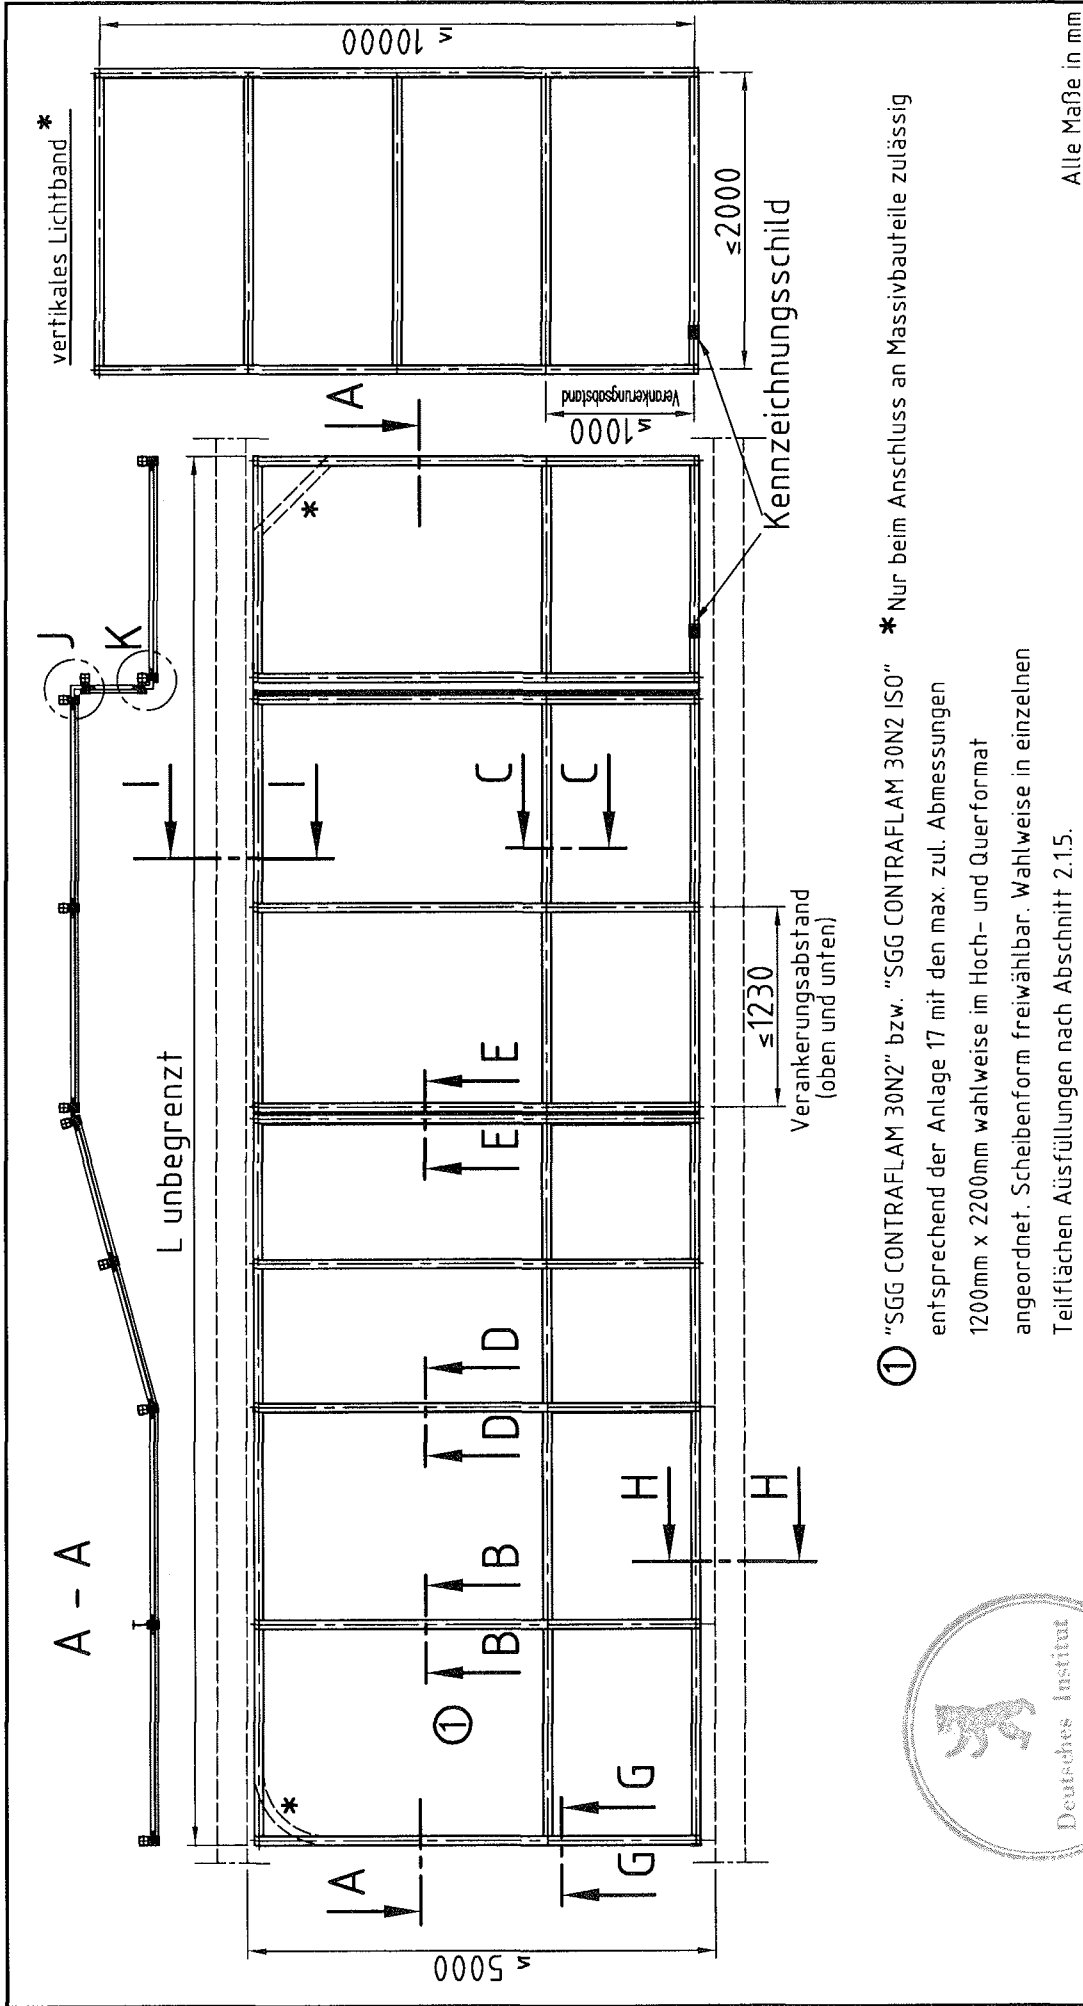 A - A
J
K
vertikales Lichtband *
L unbegrenzt
≤ 10000
≤ 5000
I
I
A
A
*
*
①
B
B
D
D
E
E
C
C
G
G
H
H
≤1230
Verankerungsabstand
(oben und unten)
≤ 1000
Verankerungsabstand
≤2000
Kennzeichnungsschild
① "SGG CONTRAFLAM 30N2" bzw. "SGG CONTRAFLAM 30N2 ISO"
entsprechend der Anlage 17 mit den max. zul. Abmessungen
1200mm x 2200mm wahlweise im Hoch- und Querformat
angeordnet. Scheibenform freiwählbar. Wahlweise in einzelnen
Teilflächen Ausfüllungen nach Abschnitt 2.1.5.
* Nur beim Anschluss an Massivbauteile zulässig
Alle Maße in mm
Deutsches Institut